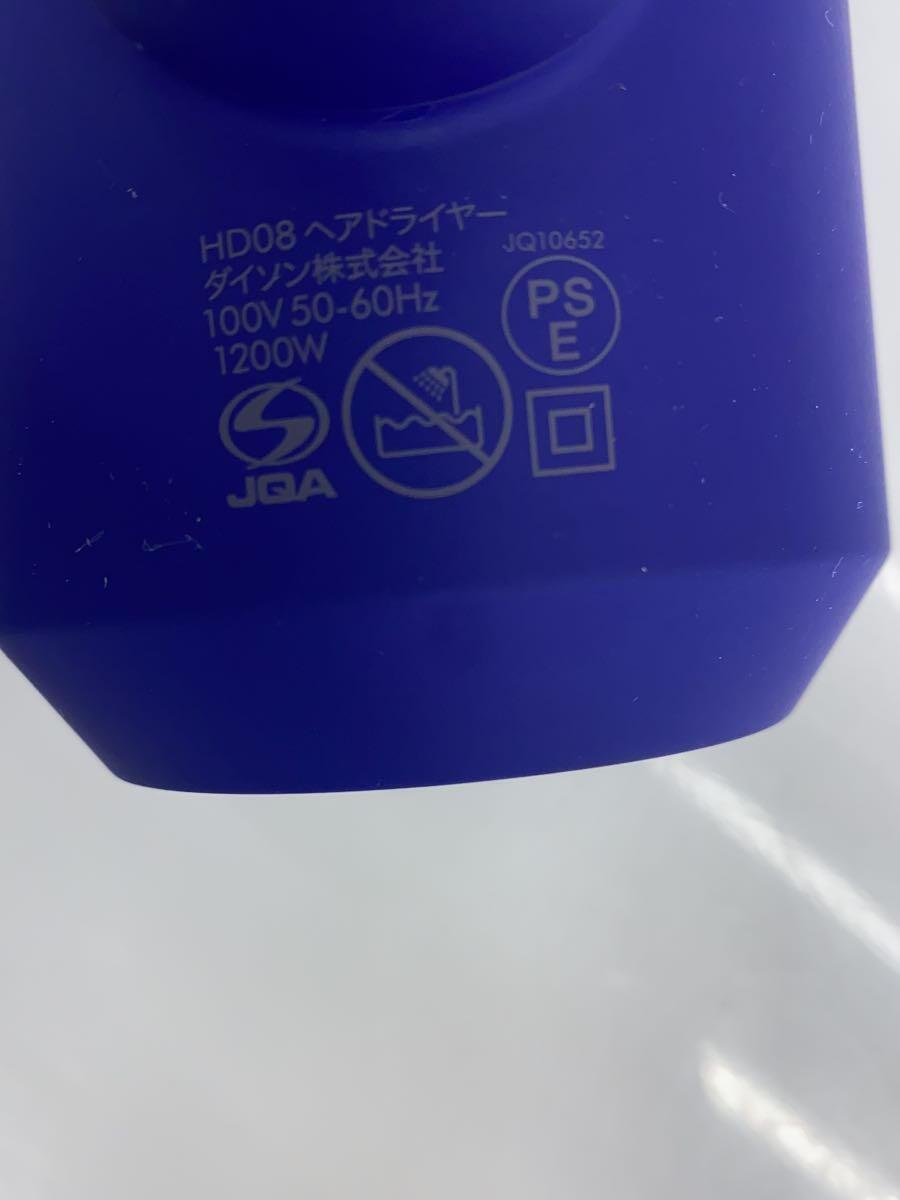 HD08 ヘアドライヤー
ダイソン株式会社
100V 50-60Hz
1200W
JQ10652
PS
E
JQA